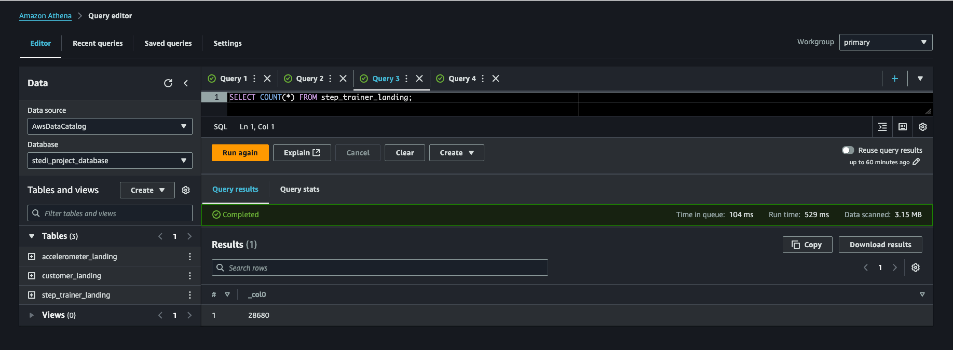 Amazon Athena > Query editor
Editor Recent queries Saved queries Settings
Workgroup primary
Data
Data source
AwsDataCatalog
Database
stedi_project_database
Tables and views Create
Filter tables and views
Tables (3) < 1 >
accelerometer_landing
customer_landing
step_trainer_landing
Views (0) < 1 >
Query 1 Query 2 Query 3 Query 4
1 SELECT COUNT(*) FROM step_trainer_landing;
SQL Ln 1, Col 1
Run again Explain Cancel Clear Create
Reuse query results
up to 60 minutes ago
Query results Query stats
Completed Time in queue: 104 ms Run time: 529 ms Data scanned: 3.15 MB
Results (1) Copy Download results
Search rows < 1 >
# _col0
1 28680